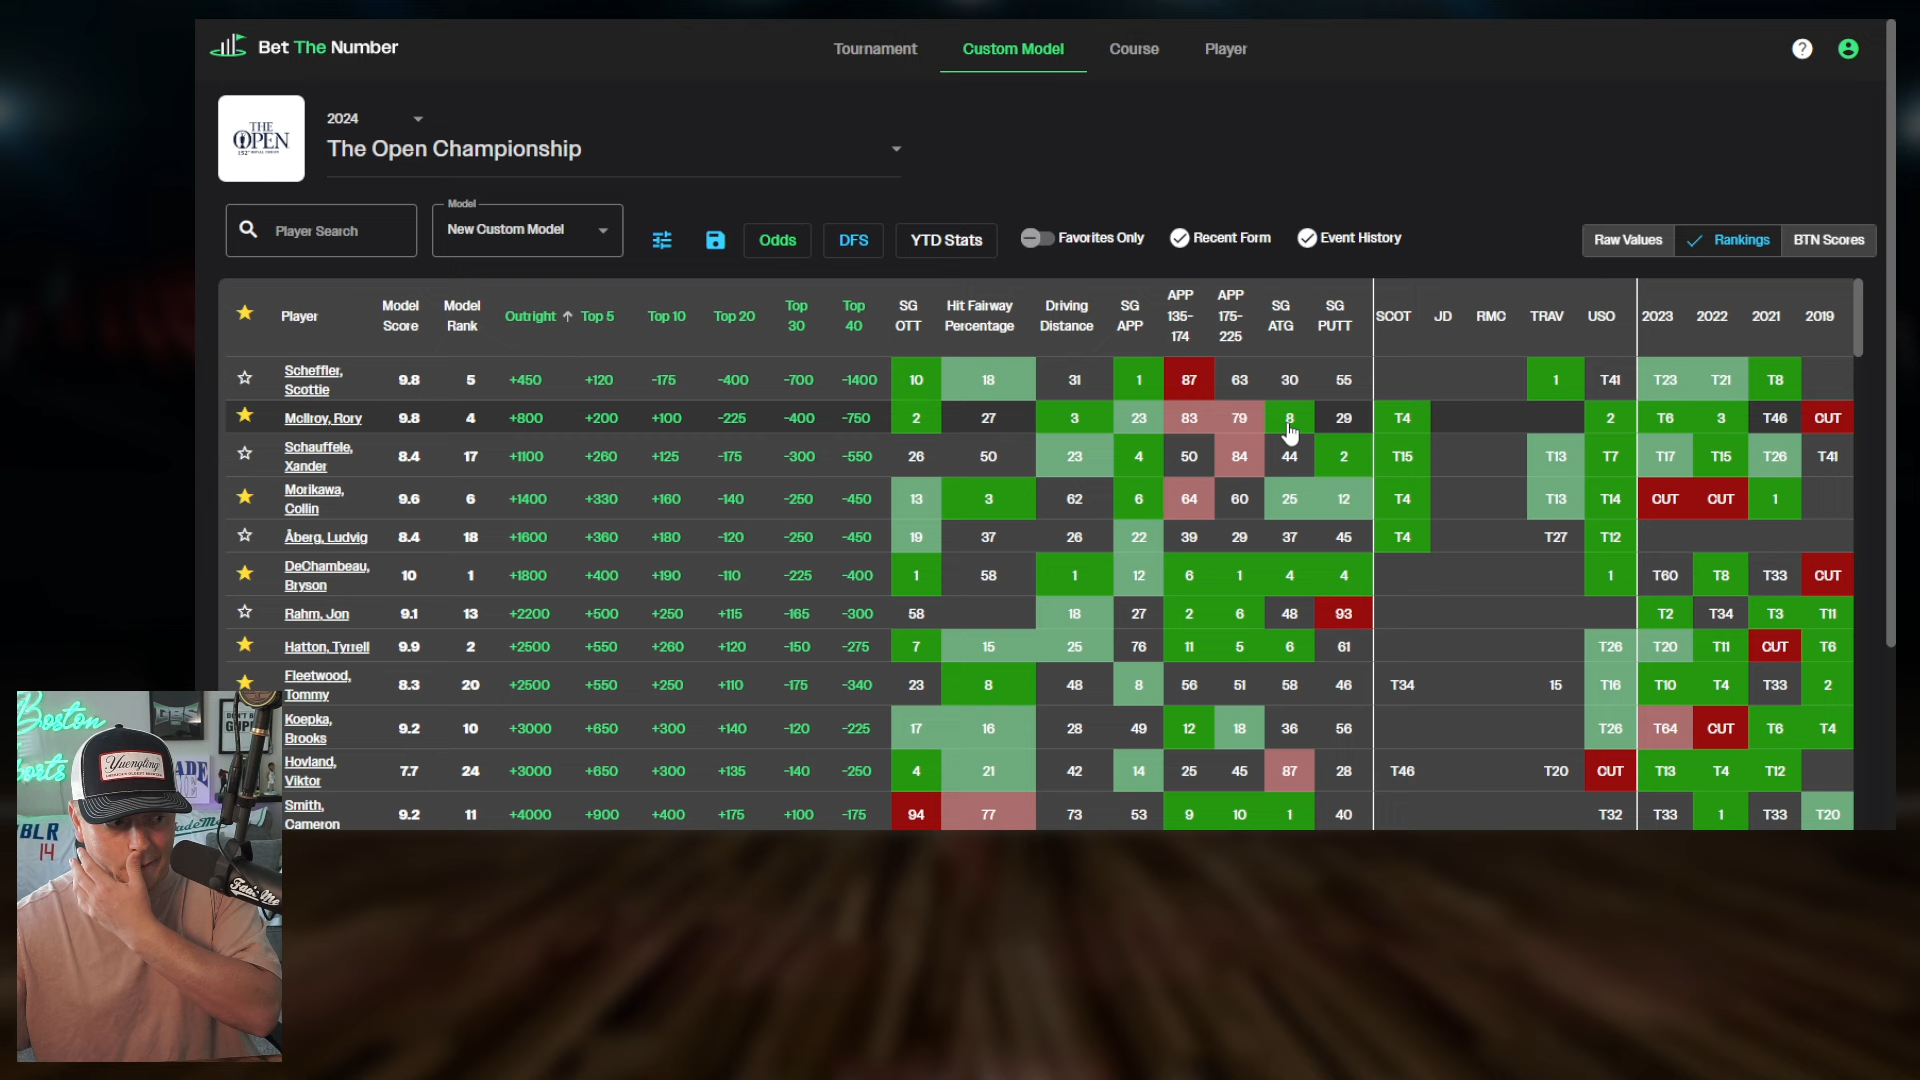 Bet The Number
Tournament
Custom Model
Course
Player
?
THE
OPEN
2024
The Open Championship
Player Search
Model
New Custom Model
Odds
DFS
YTD Stats
Favorites Only
Recent Form
Event History
Raw Values
Rankings
BTN Scores
Player Model Score Model Rank Outright ↑ Top 5 Top 10 Top 20 Top 30 Top 40 SG OTT Hit Fairway Percentage Driving Distance SG APP APP 135-174 APP 175-225 SG ATG SG PUTT SCOT JD RMC TRAV USO 2023 2022 2021 2019
Scheffler, Scottie 9.8 5 +450 +120 -175 -400 -700 -1400 10 18 31 1 87 63 30 55 1 T41 T23 T21 T8
McIlroy, Rory 9.8 4 +800 +200 +100 -225 -400 -750 2 27 3 23 83 79 8 29 T4 2 T6 3 T46 CUT
Schauffele, Xander 8.4 17 +1100 +260 +125 -175 -300 -550 26 50 23 4 50 84 44 2 T15 T13 T7 T17 T15 T26 T41
Morikawa, Collin 9.6 6 +1400 +330 +160 -140 -250 -450 13 3 62 6 64 60 25 12 T4 T13 T14 CUT CUT 1
Åberg, Ludvig 8.4 18 +1600 +360 +180 -120 -250 -450 19 37 26 22 39 29 37 45 T4 T27 T12
DeChambeau, Bryson 10 1 +1800 +400 +190 -110 -225 -400 1 58 1 12 6 1 4 4 1 T60 T8 T33 CUT
Rahm, Jon 9.1 13 +2200 +500 +250 +115 -165 -300 58 18 27 2 6 48 93 T2 T34 T3 T11
Hatton, Tyrrell 9.9 2 +2500 +550 +260 +120 -150 -275 7 15 25 76 11 5 6 61 T26 T20 T11 CUT T6
Fleetwood, Tommy 8.3 20 +2500 +550 +250 +110 -175 -340 23 8 48 8 56 51 58 46 T34 15 T16 T10 T4 T33 2
Koepka, Brooks 9.2 10 +3000 +650 +300 +140 -120 -225 17 16 28 49 12 18 36 56 T26 T64 CUT T6 T4
Hovland, Viktor 7.7 24 +3000 +650 +300 +135 -140 -250 4 21 42 14 25 45 87 28 T46 T20 CUT T13 T4 T12
Smith, Cameron 9.2 11 +4000 +900 +400 +175 +100 -175 94 77 73 53 9 10 1 40 T32 T33 1 T33 T20
Boston
Yuengling
BLR
14
Fade Me